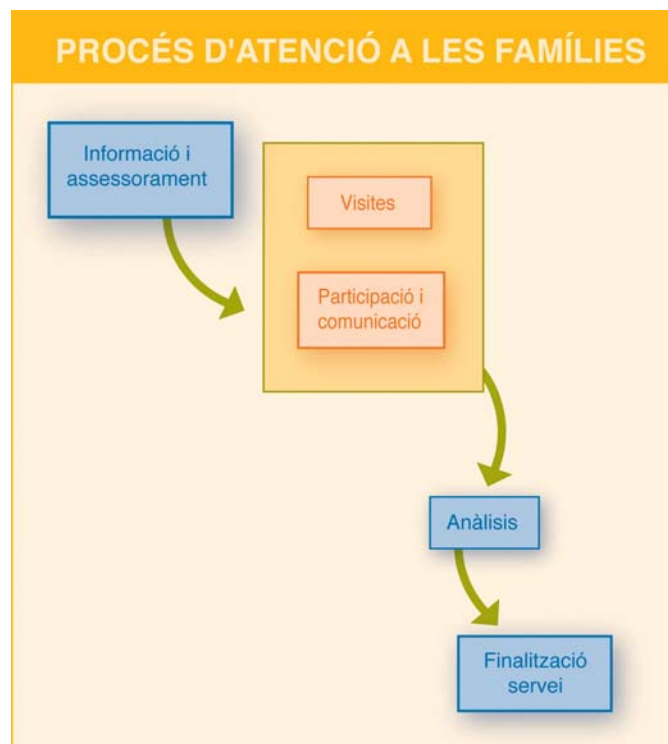 PROCÉS D'ATENCIÓ A LES FAMÍLIES
Informació i
assessorament
Visites
Participació i
comunicació
Anàlisis
Finalització
servei